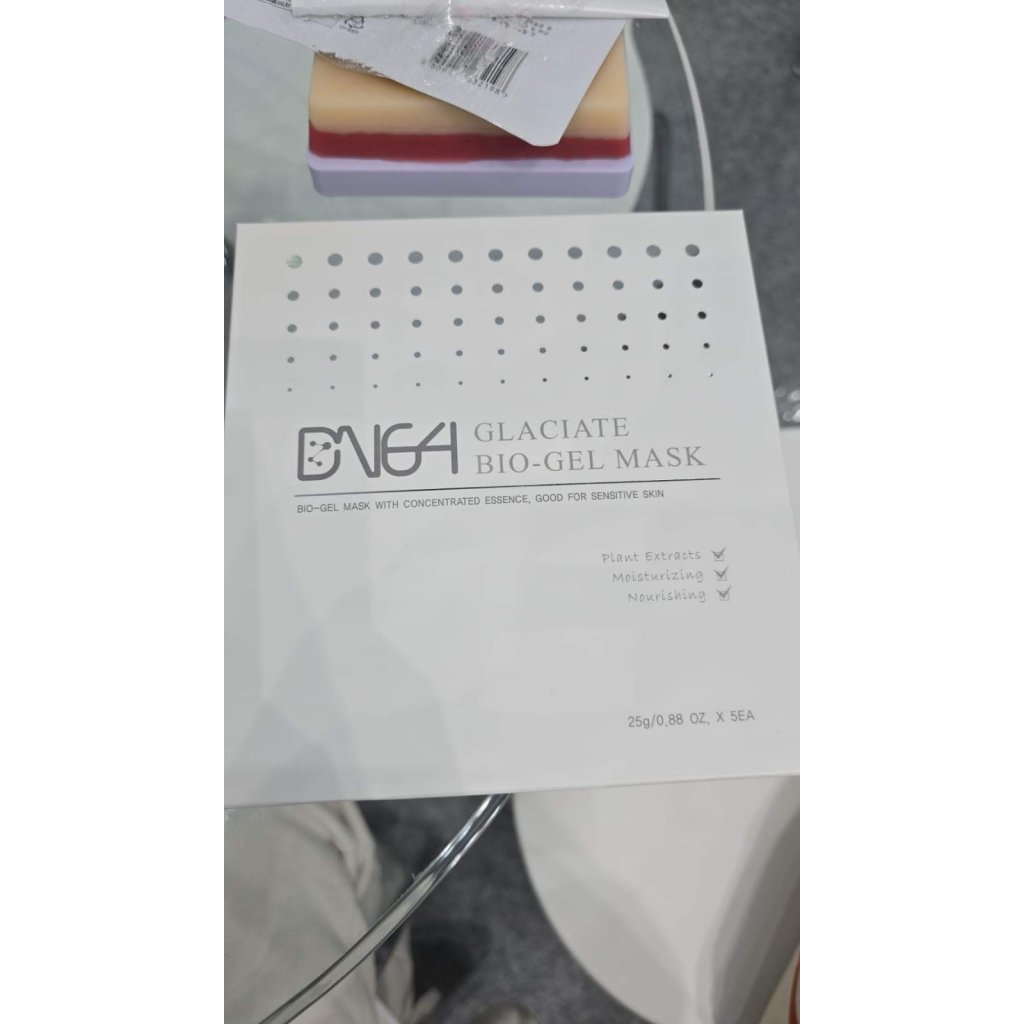 DN64 GLACIATE
BIO-GEL MASK
BIO-GEL MASK WITH CONCENTRATED ESSENCE, GOOD FOR SENSITIVE SKIN
Plant Extracts
Moisturizing
Nourishing
25g/0.88 OZ. X 5EA